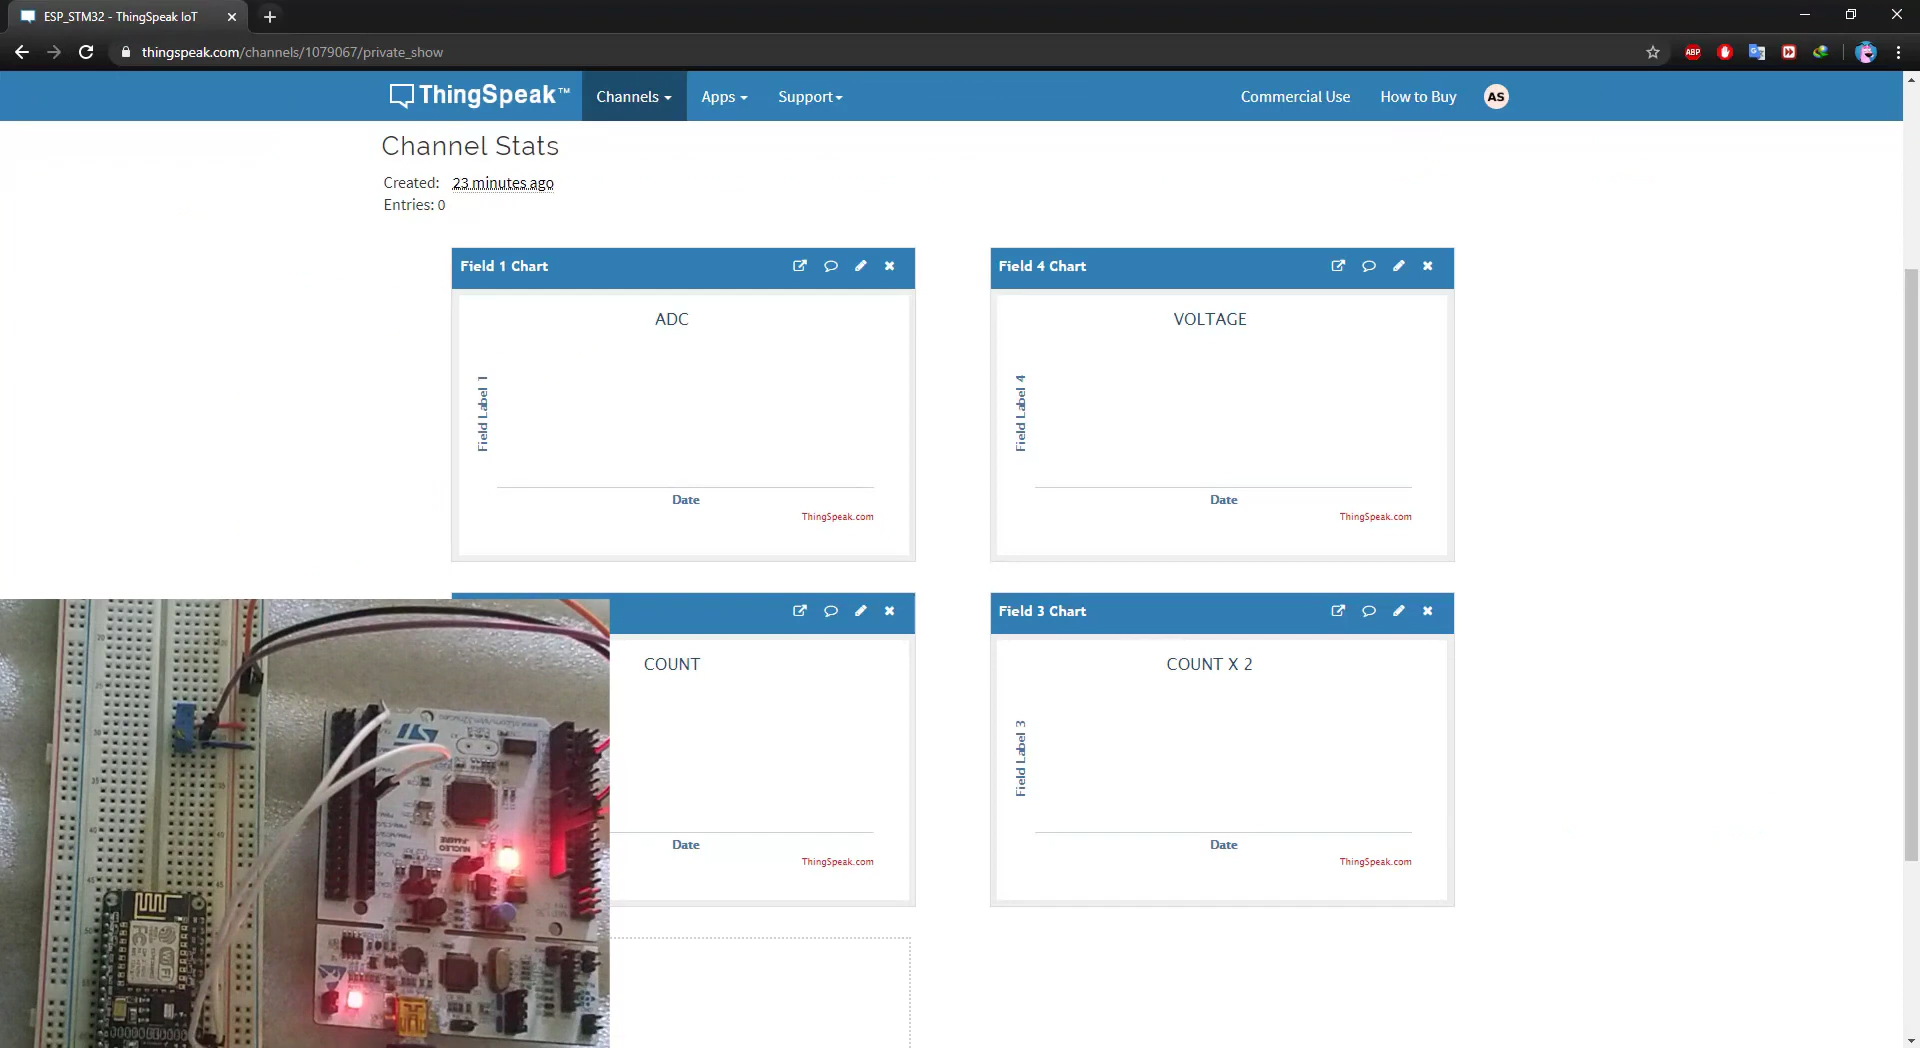 ESP_STM32 - ThingSpeak IoT
thingspeak.com/channels/1079067/private_show
ABP
ThingSpeak™
Channels
Apps
Support
Commercial Use
How to Buy
AS
Channel Stats
Created: 23 minutes ago
Entries: 0
Field 1 Chart
ADC
Field Label 1
Date
ThingSpeak.com
Field 4 Chart
VOLTAGE
Field Label 4
Date
ThingSpeak.com
COUNT
Date
ThingSpeak.com
Field 3 Chart
COUNT X 2
Field Label 3
Date
ThingSpeak.com
NUCLEO
WiFi